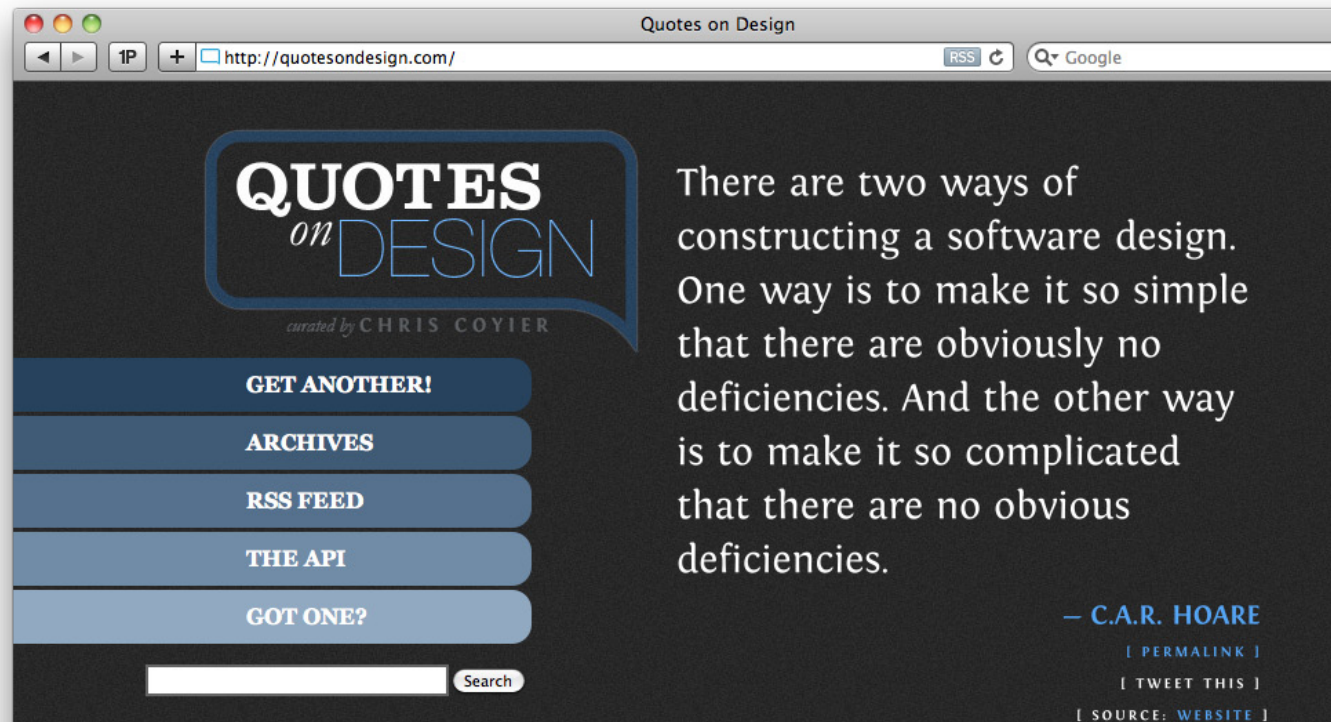 Quotes on Design
1P
+
http://quotesondesign.com/
RSS
Google
QUOTES
on DESIGN
curated by CHRIS COYIER
GET ANOTHER!
ARCHIVES
RSS FEED
THE API
GOT ONE?
Search
There are two ways of
constructing a software design.
One way is to make it so simple
that there are obviously no
deficiencies. And the other way
is to make it so complicated
that there are no obvious
deficiencies.
— C.A.R. HOARE
[ PERMALINK ]
[ TWEET THIS ]
[ SOURCE: WEBSITE ]